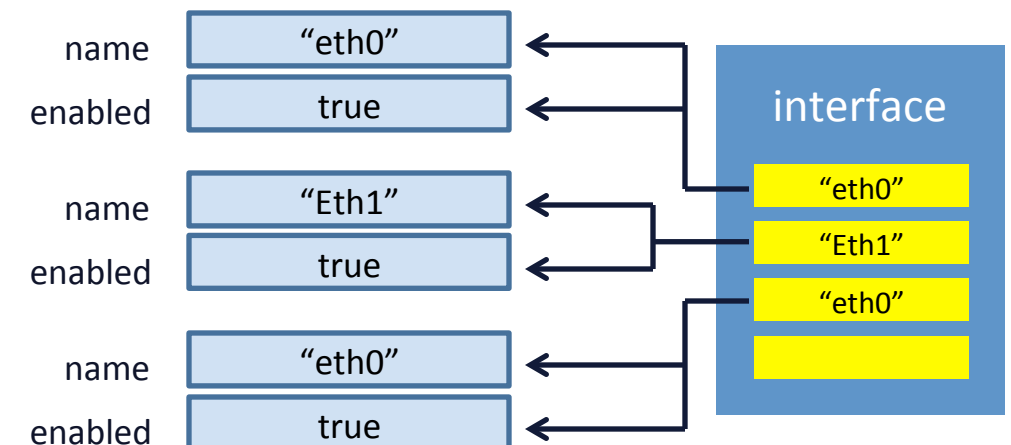 name “eth0”
enabled true
name “Eth1”
enabled true
name “eth0”
enabled true
interface
“eth0”
“Eth1”
“eth0”